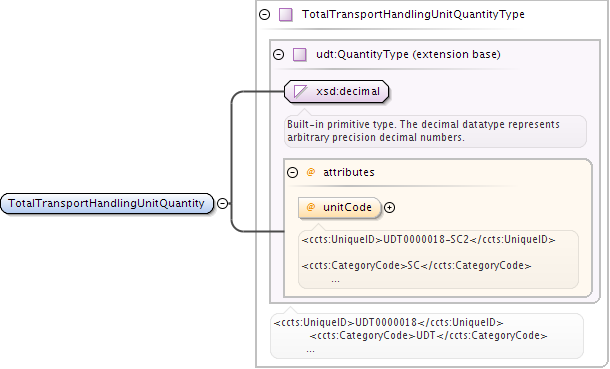 TotalTransportHandlingUnitQuantityType
udt:QuantityType (extension base)
xsd:decimal
Built-in primitive type. The decimal datatype represents
arbitrary precision decimal numbers.
@ attributes
TotalTransportHandlingUnitQuantity
@ unitCode
<ccts:UniqueID>UDT0000018-SC2</ccts:UniqueID>
<ccts:CategoryCode>SC</ccts:CategoryCode>
...
<ccts:UniqueID>UDT0000018</ccts:UniqueID>
<ccts:CategoryCode>UDT</ccts:CategoryCode>
...